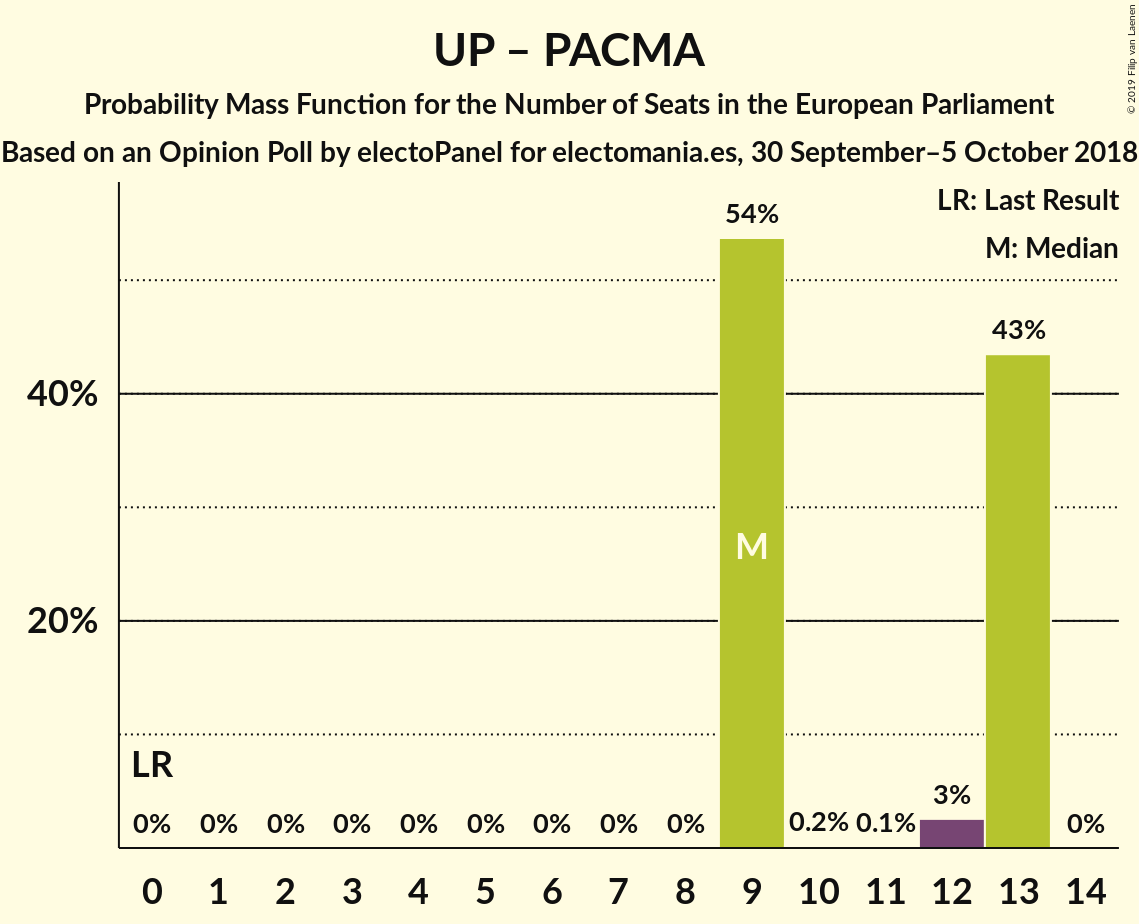 UP – PACMA
Probability Mass Function for the Number of Seats in the European Parliament
Based on an Opinion Poll by electoPanel for electomania.es, 30 September–5 October 2018
© 2019 Filip van Laenen
LR: Last Result
M: Median
54%
43%
40%
M
20%
LR
3%
0% 0% 0% 0% 0% 0% 0% 0% 0% 0.2% 0.1% 0%
0 1 2 3 4 5 6 7 8 9 10 11 12 13 14